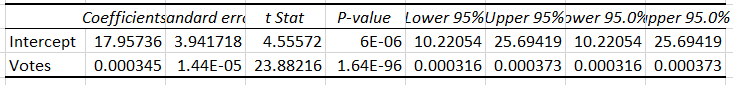 Coefficients andard erro t Stat P-value Lower 95% Upper 95% ower 95.0% pper 95.0%
Intercept 17.95736 3.941718 4.55572 6E-06 10.22054 25.69419 10.22054 25.69419
Votes 0.000345 1.44E-05 23.88216 1.64E-96 0.000316 0.000373 0.000316 0.000373